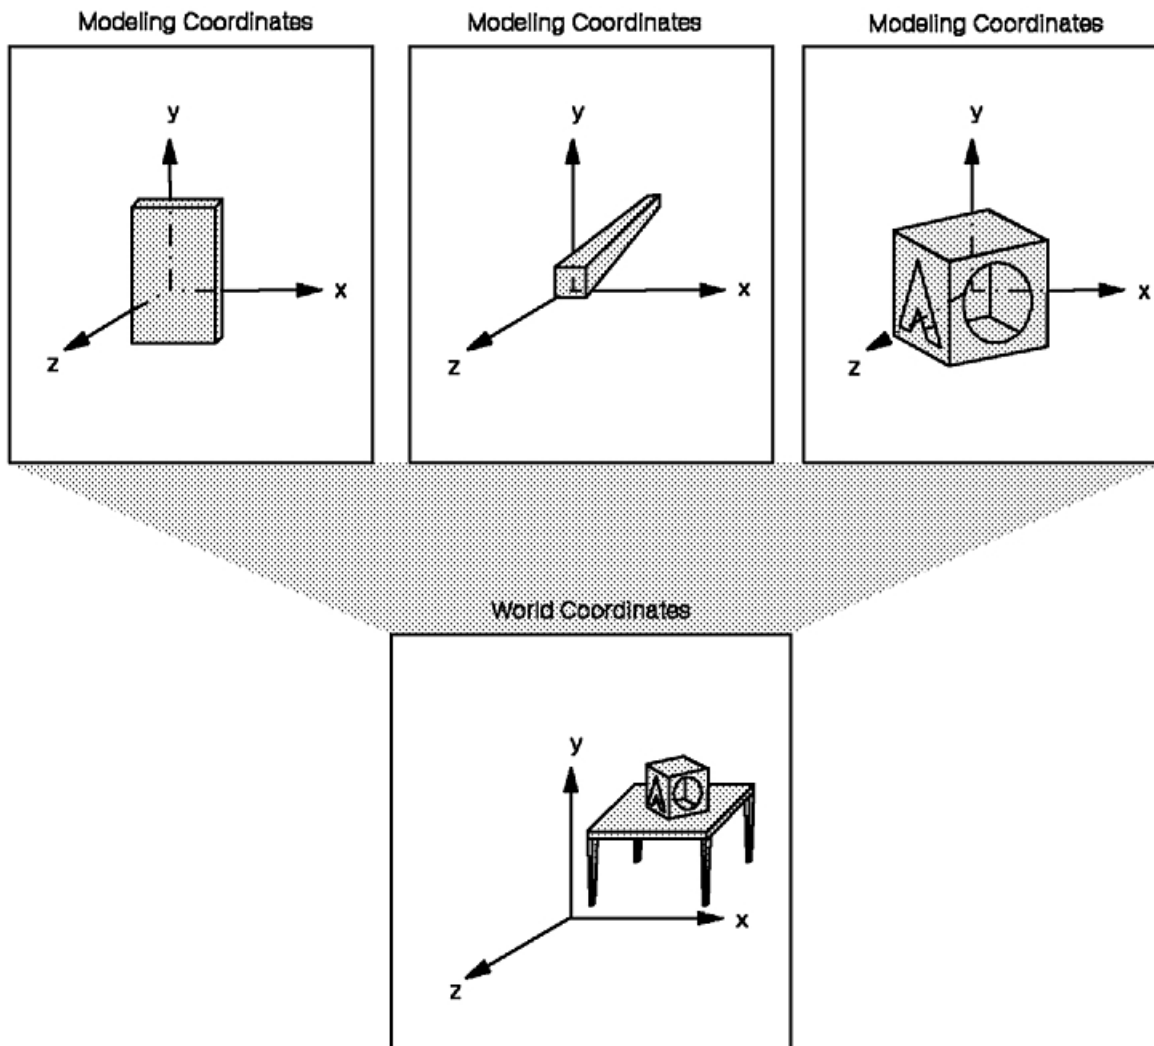 Modeling Coordinates
Modeling Coordinates
Modeling Coordinates
y
x
z
y
x
z
L
y
x
z
A
World Coordinates
y
x
z
A